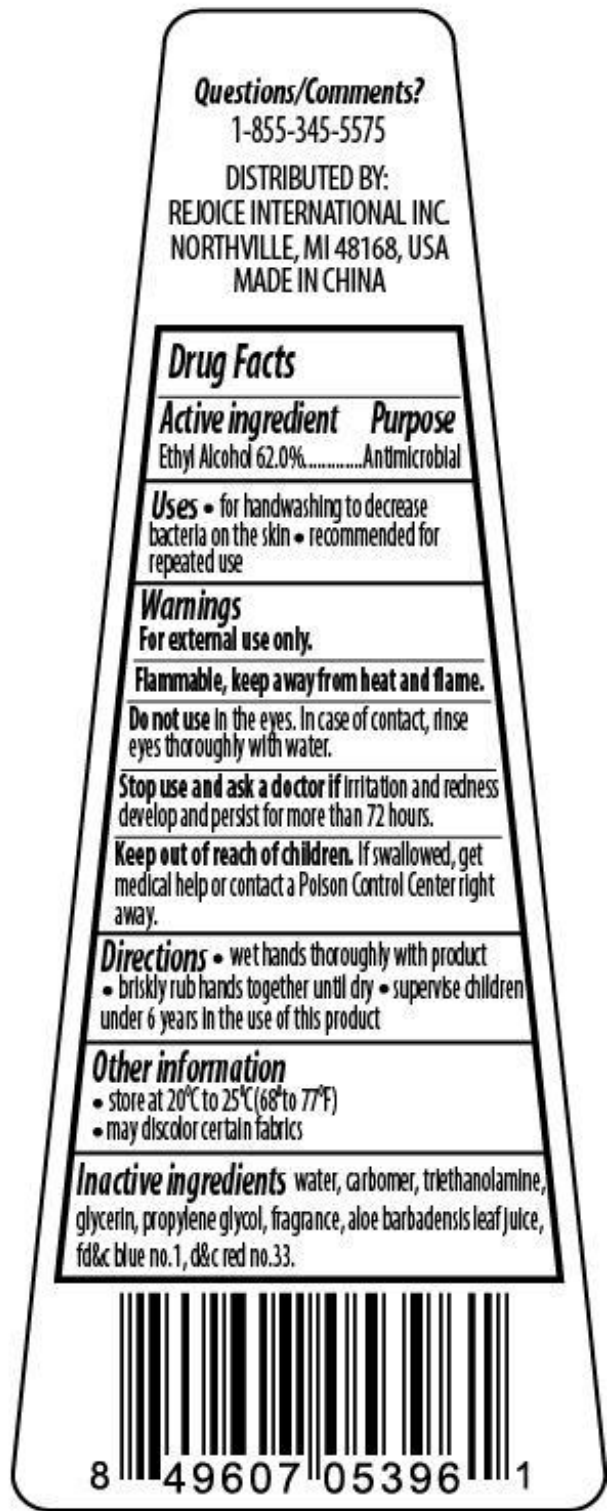 Questions/Comments?
1-855-345-5575
DISTRIBUTED BY:
REJOICE INTERNATIONAL INC.
NORTHVILLE, MI 48168, USA
MADE IN CHINA
Drug Facts
Active ingredient Purpose
Ethyl Alcohol 62.0%..............Antimicrobial
Uses • for handwashing to decrease
bacteria on the skin • recommended for
repeated use
Warnings
For external use only.
Flammable, keep away from heat and flame.
Do not use in the eyes. In case of contact, rinse
eyes thoroughly with water.
Stop use and ask a doctor if irritation and redness
develop and persist for more than 72 hours.
Keep out of reach of children. If swallowed, get
medical help or contact a Poison Control Center right
away.
Directions • wet hands thoroughly with product
• briskly rub hands together until dry • supervise children
under 6 years in the use of this product
Other information
• store at 20°C to 25°C(68°to 77°F)
• may discolor certain fabrics
Inactive ingredients water, carbomer, triethanolamine,
glycerin, propylene glycol, fragrance, aloe barbadensis leaf juice,
fd&c blue no.1, d&c red no.33.
8 49607 05396 1